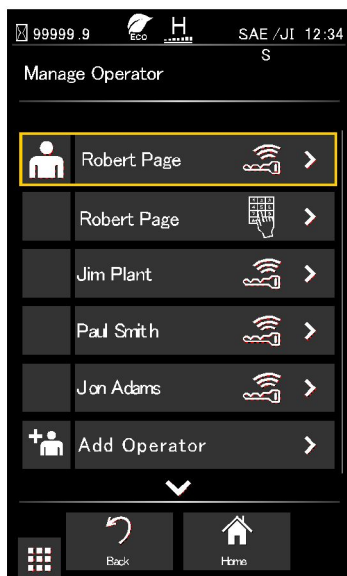 99999.9 ECO H SAE/JI 12:34
S
Manage Operator
Robert Page
Robert Page
Jim Plant
Paul Smith
Jon Adams
Add Operator
Back Home